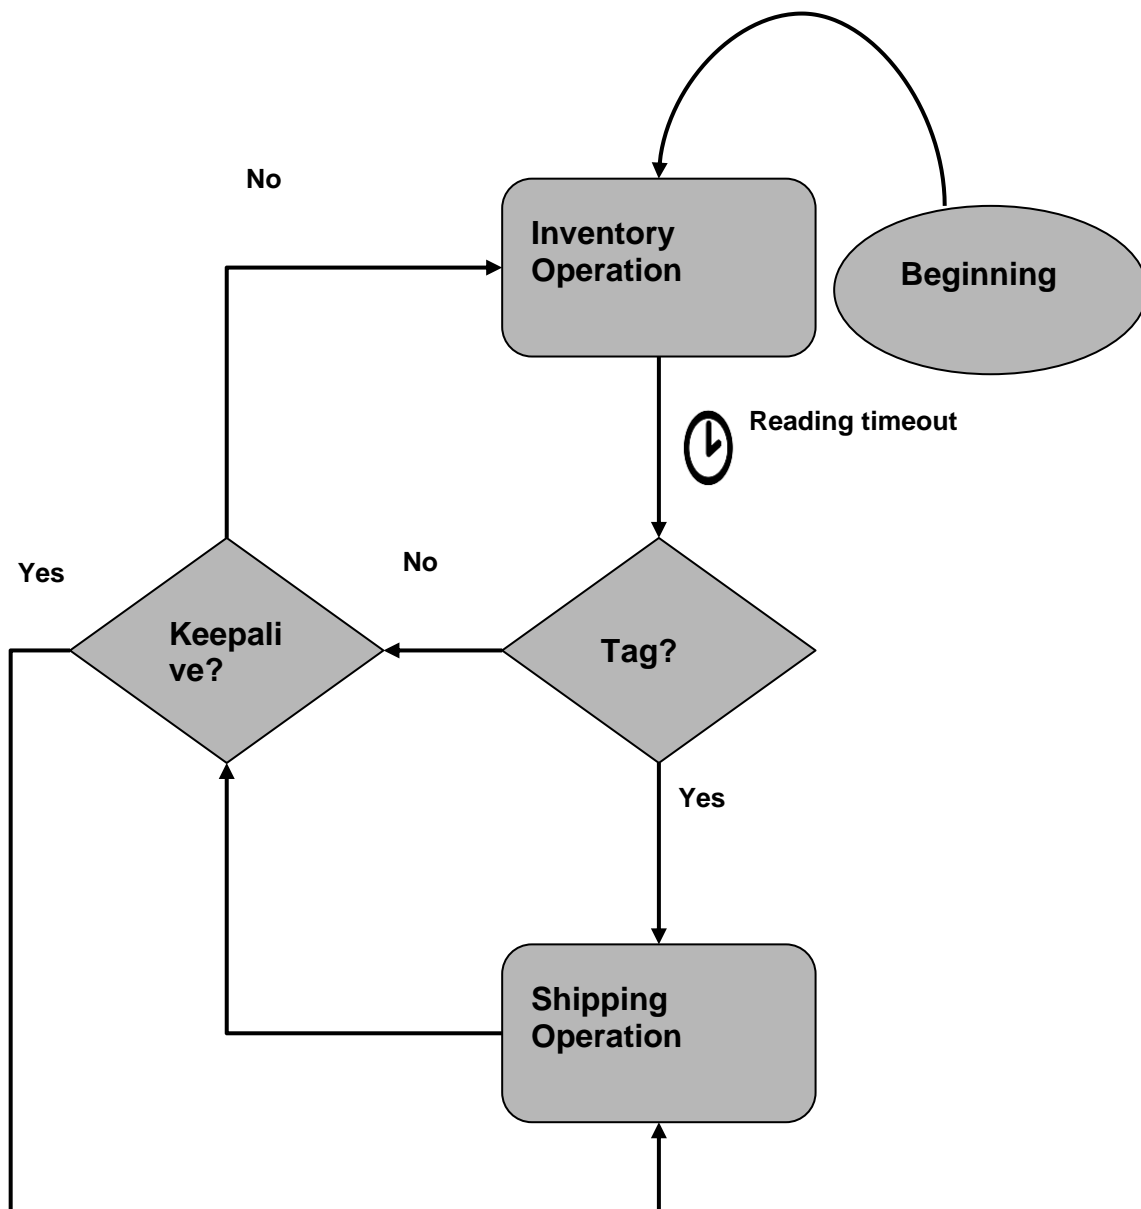 No
Inventory
Operation
Beginning
Reading timeout
Yes
No
Keepali
ve?
Tag?
Yes
Shipping
Operation